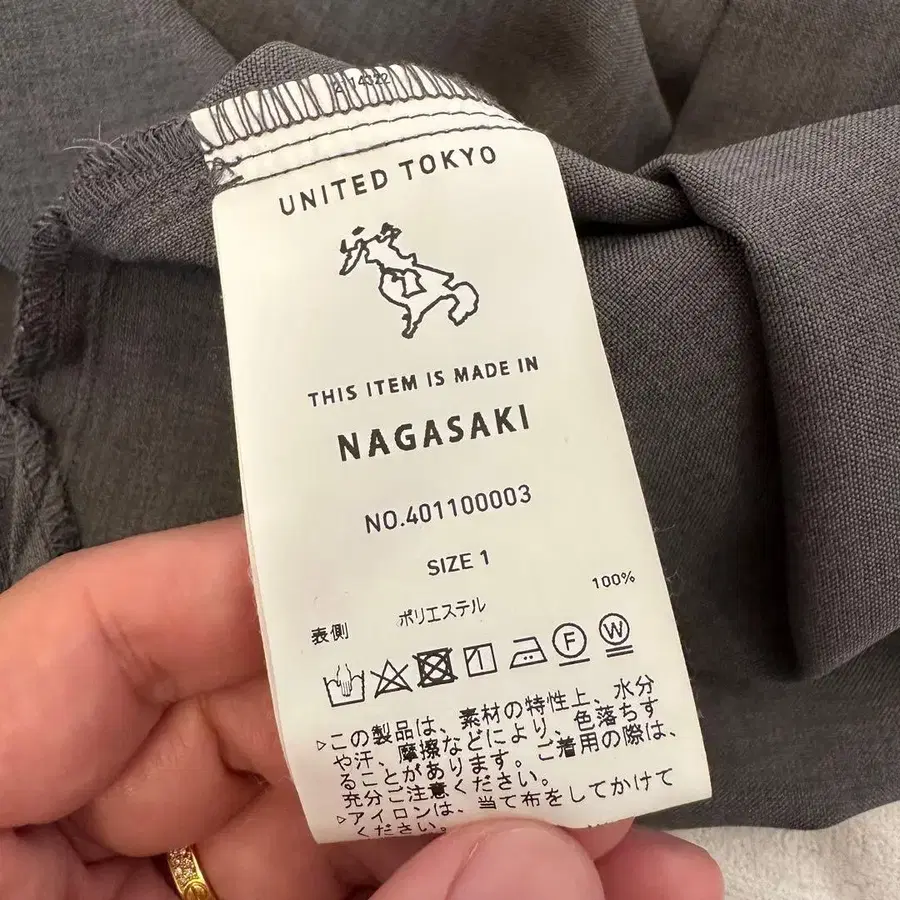 2 14322
UNITED TOKYO
THIS ITEM IS MADE IN
NAGASAKI
NO.401100003
SIZE 1
表側 ポリエステル 100%
F W
▷この製品は、素材の特性上、水分
や汗、摩擦などにより、色落ちす
ることがあります。ご着用の際は、
充分ご注意ください。
▷アイロンは、当て布をしてかけて
ください。